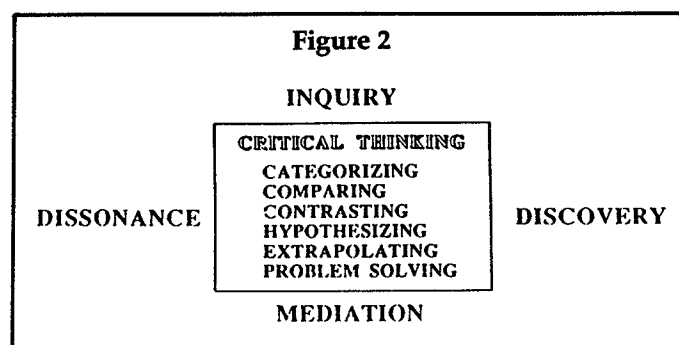 Figure 2
INQUIRY
CRITICAL THINKING
CATEGORIZING
COMPARING
CONTRASTING
DISSONANCE
DISCOVERY
HYPOTHESIZING
EXTRAPOLATING
PROBLEM SOLVING
MEDIATION